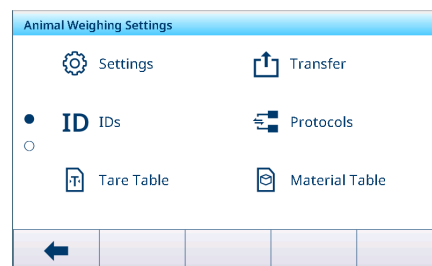 Animal Weighing Settings
Settings
Transfer
ID IDs
Protocols
T Tare Table
Material Table